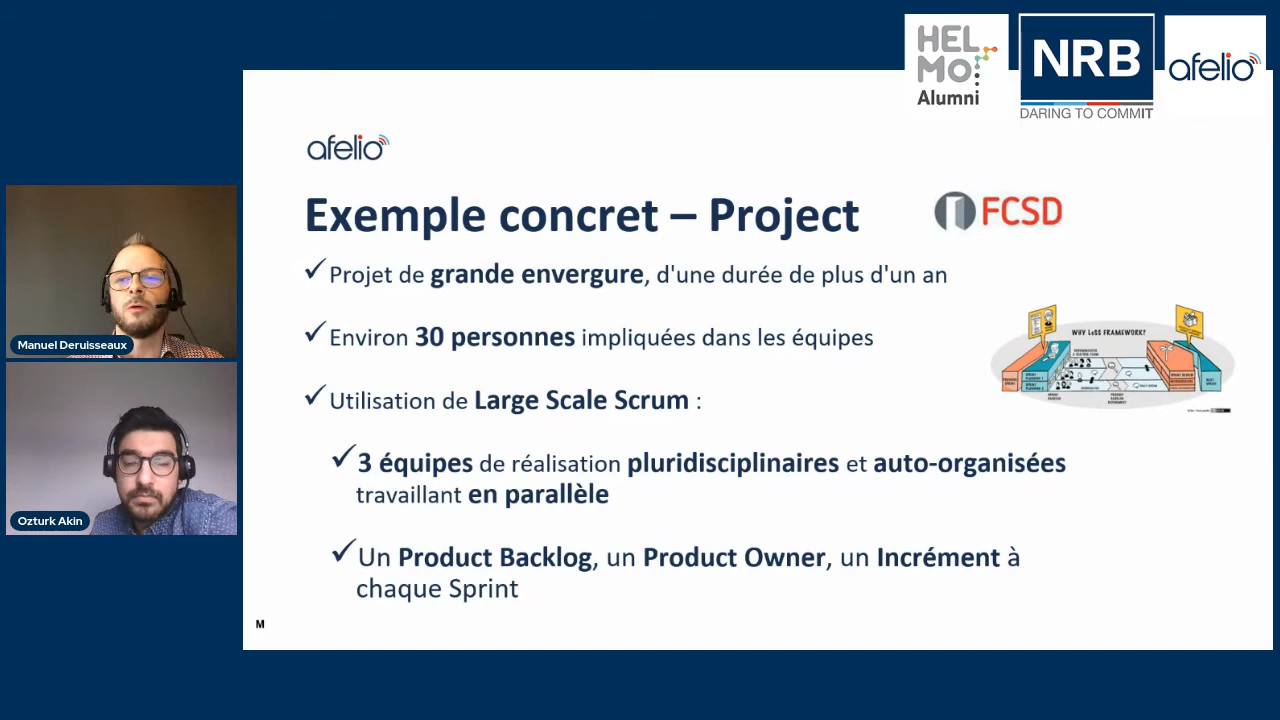 HEL
MO
Alumni
NRB
DARING TO COMMIT
afelio
afelio
Exemple concret – Project
FCSD
Projet de grande envergure, d'une durée de plus d'un an
Environ 30 personnes impliquées dans les équipes
WHY LeSS FRAMEWORK?
Utilisation de Large Scale Scrum :
3 équipes de réalisation pluridisciplinaires et auto-organisées
travaillant en parallèle
Un Product Backlog, un Product Owner, un Incrément à
chaque Sprint
M
Manuel Deruisseaux
Ozturk Akin